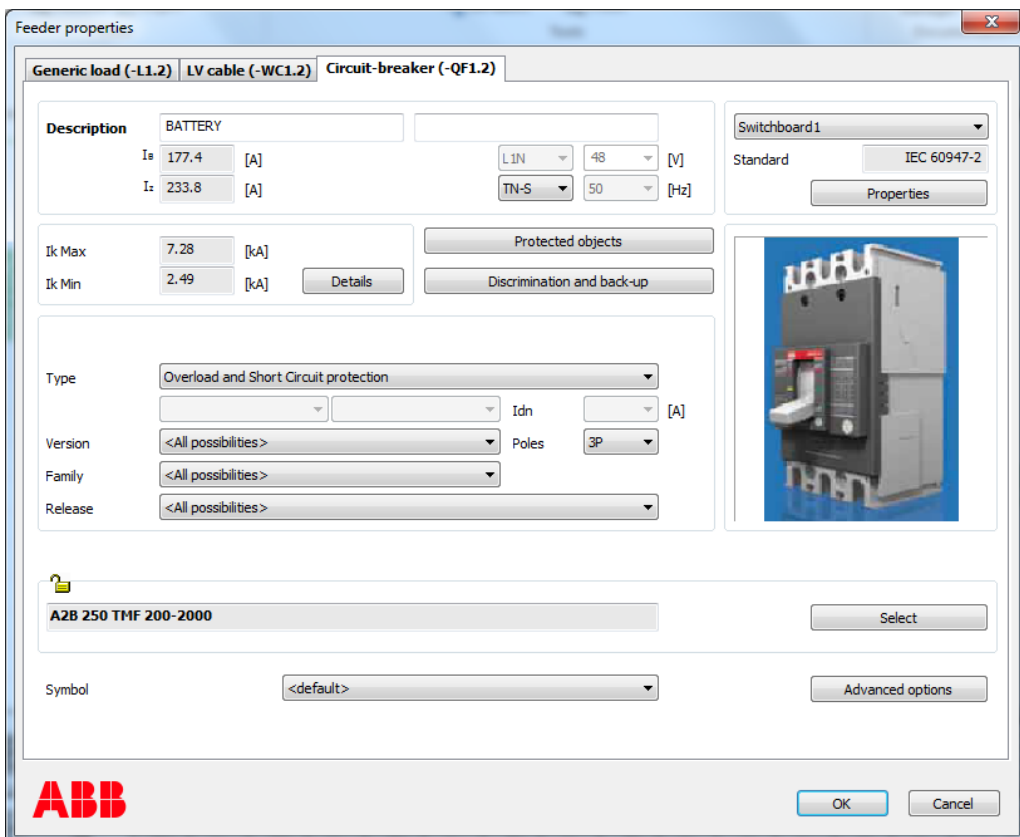 Feeder properties
Generic load (-L1.2) LV cable (-WC1.2) Circuit-breaker (-QF1.2)
Description BATTERY
IB 177.4 [A] L1N 48 [V]
Iz 233.8 [A] TN-S 50 [Hz]
Switchboard1
Standard IEC 60947-2
Properties
Ik Max 7.28 [kA]
Ik Min 2.49 [kA] Details
Protected objects
Discrimination and back-up
Type Overload and Short Circuit protection
Idn [A]
Version <All possibilities> Poles 3P
Family <All possibilities>
Release <All possibilities>
A2B 250 TMF 200-2000 Select
Symbol <default> Advanced options
ABB OK Cancel